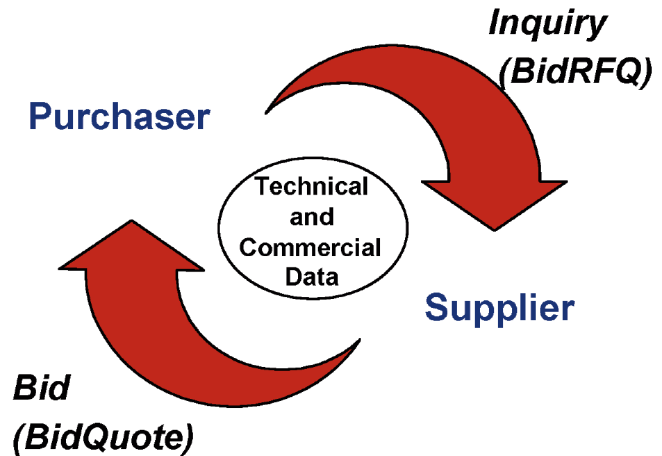 Inquiry
(BidRFQ)
Purchaser
Technical
and
Commercial
Data
Supplier
Bid
(BidQuote)